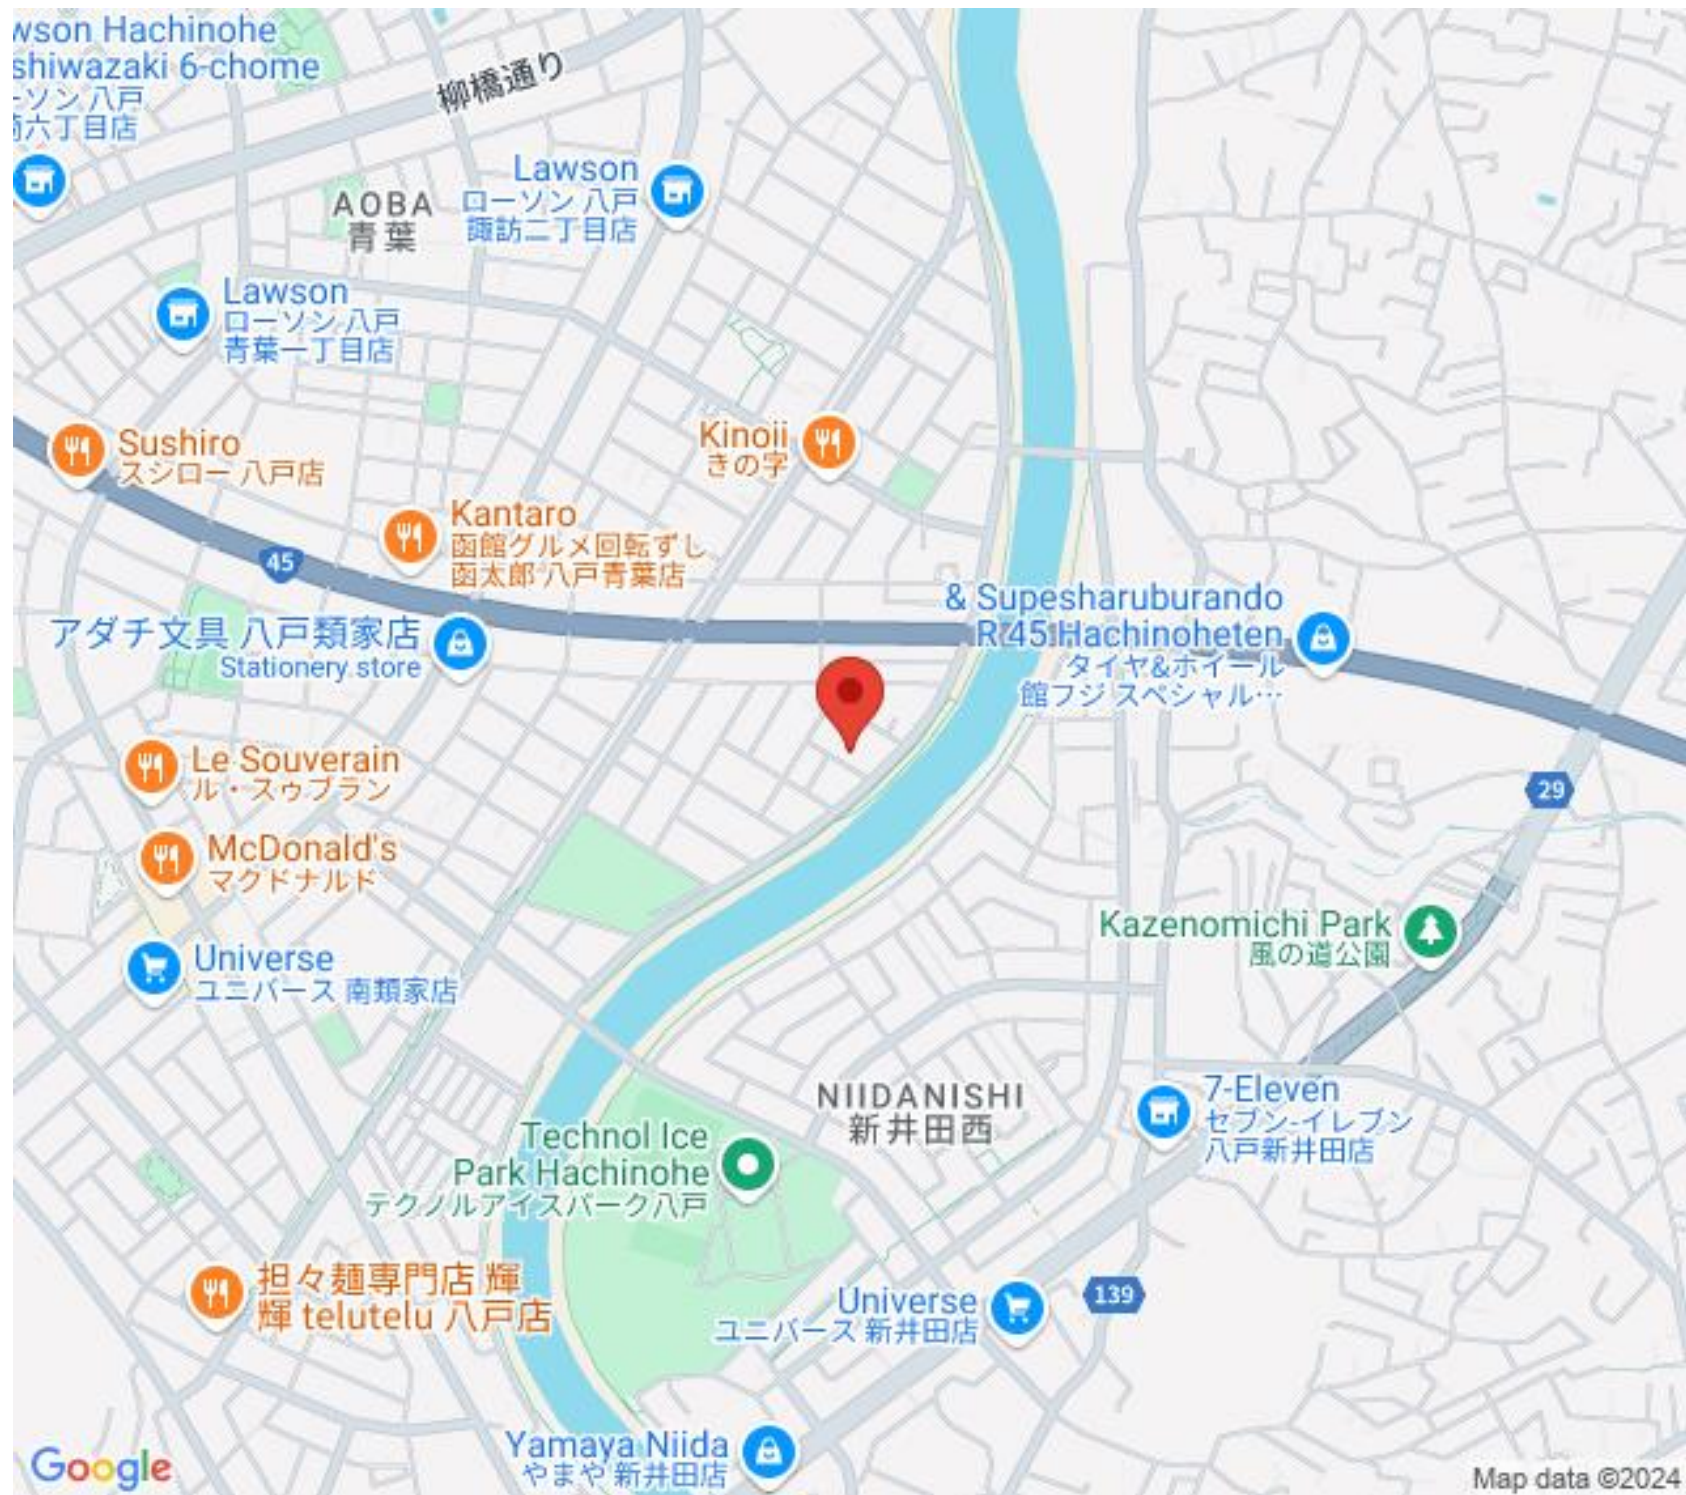 wson Hachinohe
shiwazaki 6-chome
ーソン 八戸
六丁目店
柳橋通り
Lawson
ローソン 八戸
諏訪二丁目店
AOBA
青葉
Lawson
ローソン 八戸
青葉一丁目店
Sushiro
スシロー 八戸店
Kinoji
きの字
Kantaro
函館グルメ回転ずし
函太郎 八戸青葉店
45
アダチ文具 八戸類家店
Stationery store
& Supesharuburando
R 45 Hachinoheten
タイヤ&ホイール
館フジ スペシャル…
Le Souverain
ル・スゥブラン
29
McDonald's
マクドナルド
Kazenomichi Park
風の道公園
Universe
ユニバース 南類家店
NIIDANISHI
新井田西
7-Eleven
セブン-イレブン
八戸新井田店
Technol Ice
Park Hachinohe
テクノルアイスパーク八戸
担々麺専門店 輝
輝 telutelu 八戸店
Universe
ユニバース 新井田店
139
Yamaya Niida
やまや 新井田店
Google
Map data ©2024